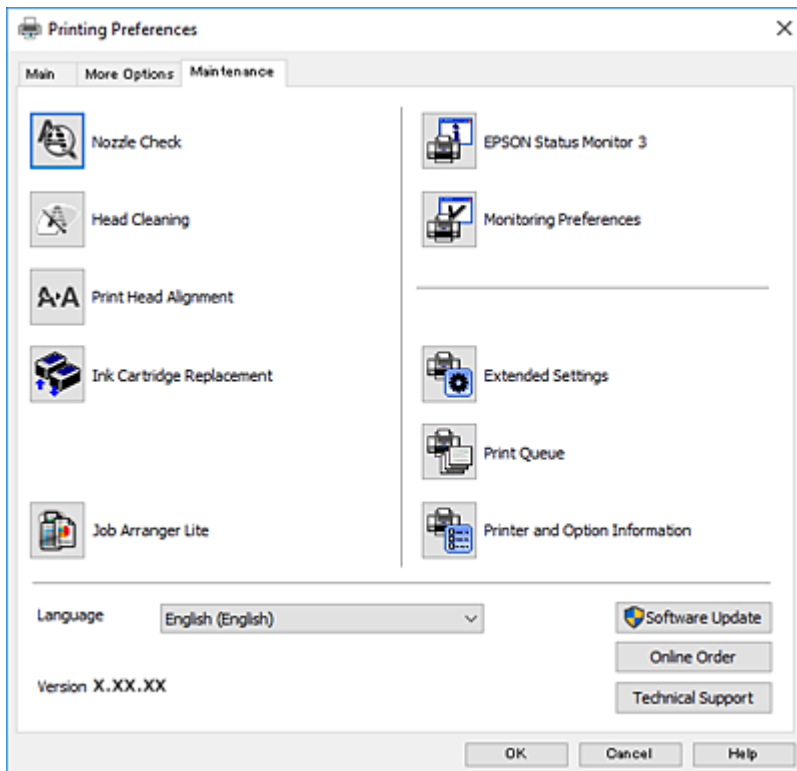 Printing Preferences
Main
More Options
Maintenance
Nozzle Check
Head Cleaning
Print Head Alignment
Ink Cartridge Replacement
Job Arranger Lite
EPSON Status Monitor 3
Monitoring Preferences
Extended Settings
Print Queue
Printer and Option Information
Language
English (English)
Version X.XX.XX
Software Update
Online Order
Technical Support
OK
Cancel
Help